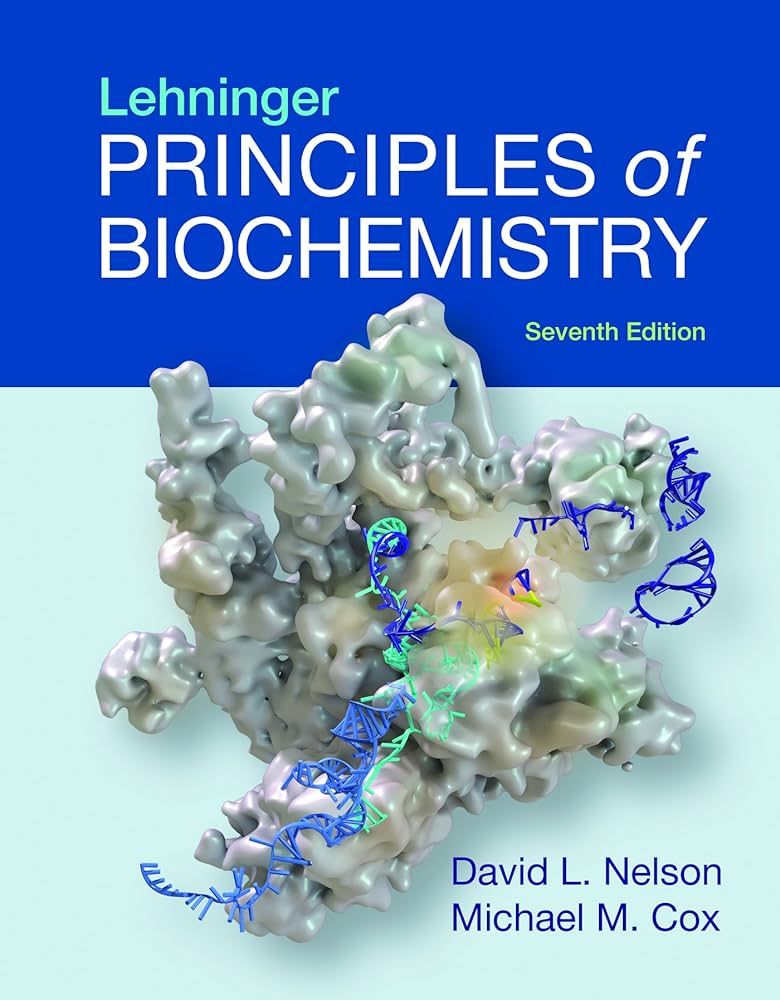 Lehninger
PRINCIPLES of
BIOCHEMISTRY
Seventh Edition
David L. Nelson
Michael M. Cox